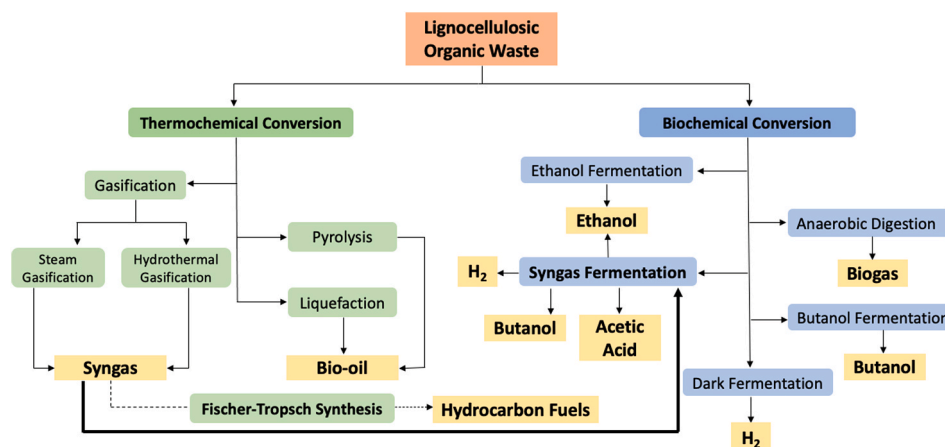 Lignocellulosic
Organic Waste
Thermochemical Conversion
Biochemical Conversion
Gasification
Steam
Gasification
Hydrothermal
Gasification
Pyrolysis
Liquefaction
Syngas
Bio-oil
Fischer-Tropsch Synthesis
Hydrocarbon Fuels
Ethanol Fermentation
Ethanol
Anaerobic Digestion
Biogas
H2
Syngas Fermentation
Butanol
Acetic
Acid
Butanol Fermentation
Butanol
Dark Fermentation
H2